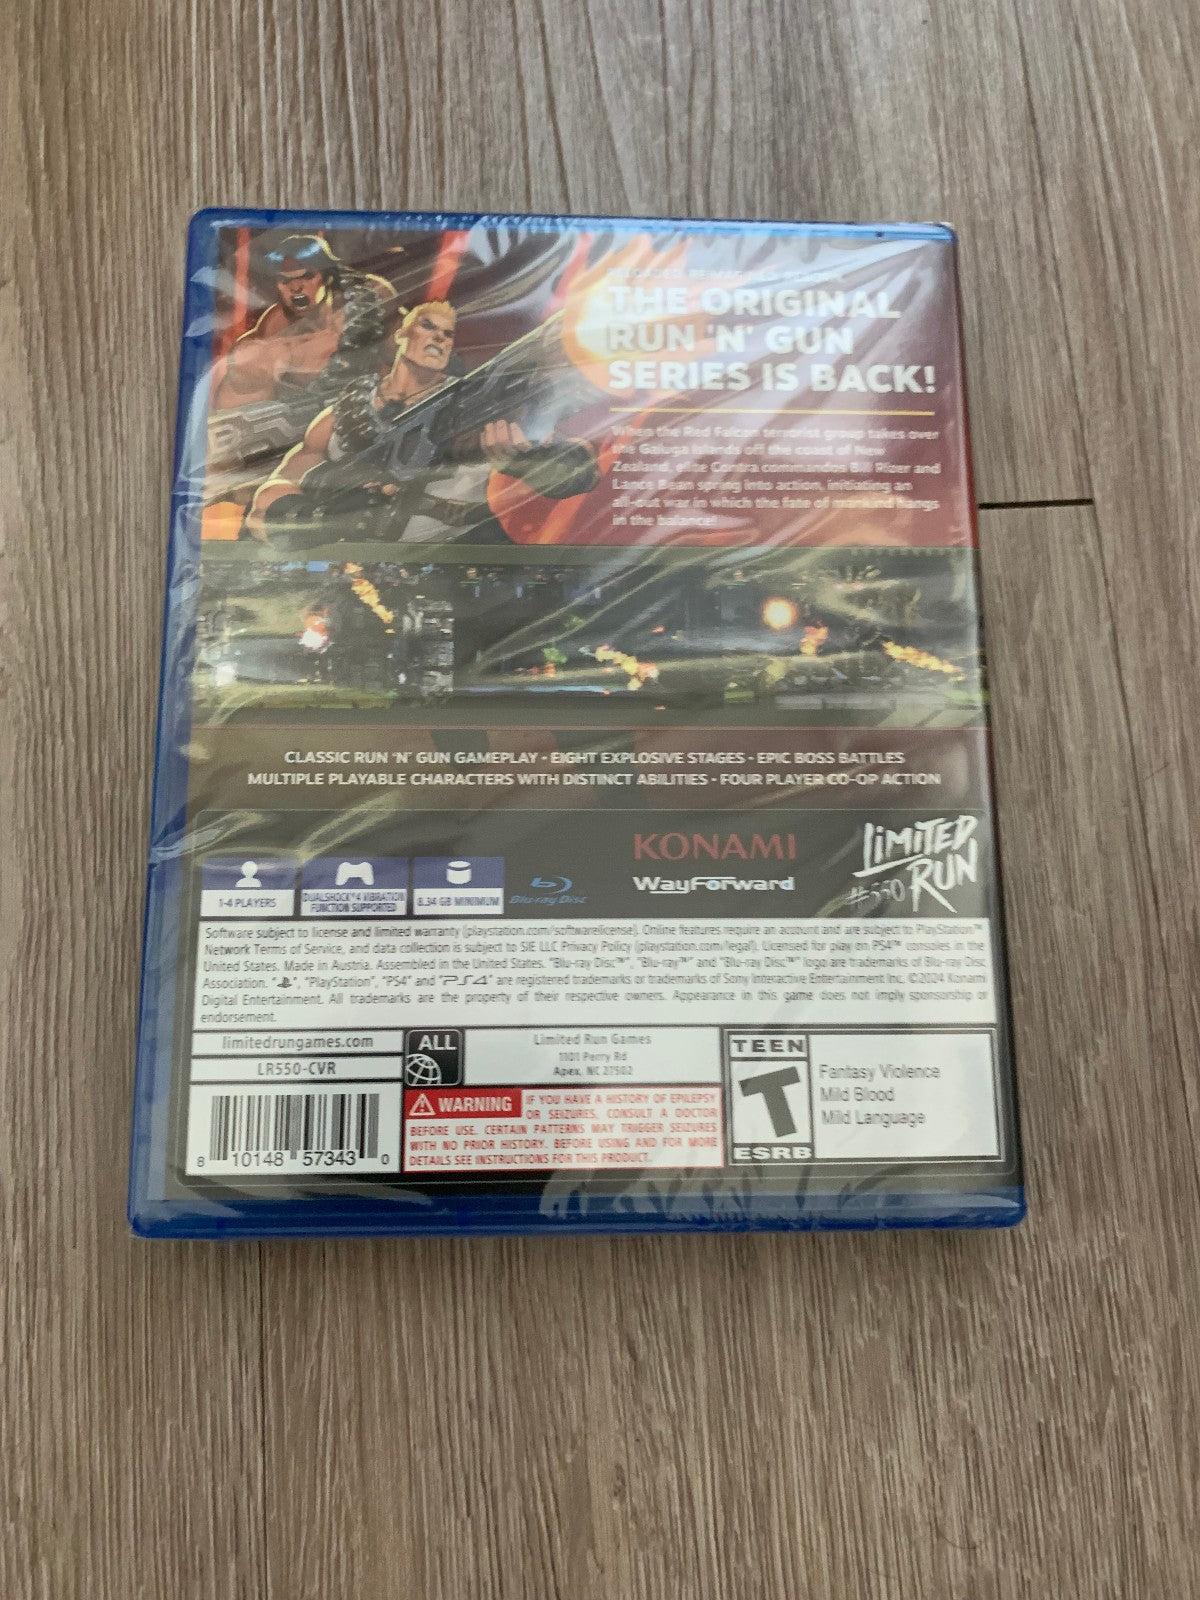 THE ORIGINAL
RUN 'N' GUN
SERIES IS BACK!
When the Red Falcon terrorist group takes over
the Galuga Islands off the coast of New
Zealand, elite Contra commandos Bill Rizer and
Lance Bean spring into action, initiating an
all-out war in which the fate of mankind hangs
in the balance!
CLASSIC RUN 'N' GUN GAMEPLAY • EIGHT EXPLOSIVE STAGES • EPIC BOSS BATTLES
MULTIPLE PLAYABLE CHARACTERS WITH DISTINCT ABILITIES • FOUR PLAYER CO-OP ACTION
KONAMI
WayForward
LIMITED
RUN
#550
1-4 PLAYERS
DUALSHOCK®4 VIBRATION
FUNCTION SUPPORTED
8.34 GB MINIMUM
Blu-ray Disc
Software subject to license and limited warranty (playstation.com/softwarelicense). Online features require an account and are subject to PlayStation™
Network Terms of Service, and data collection is subject to SIE LLC Privacy Policy (playstation.com/legal). Licensed for play on PS4™ consoles in the
United States. Made in Austria. Assembled in the United States. "Blu-ray Disc™", "Blu-ray™" and "Blu-ray Disc" logo are trademarks of Blu-ray Disc
Association. "PlayStation", "PS4" and "PS4" are registered trademarks or trademarks of Sony Interactive Entertainment Inc. ©2024 Konami
Digital Entertainment. All trademarks are the property of their respective owners. Appearance in this game does not imply sponsorship or
endorsement.
limitedrungames.com
LR550-CVR
8 10148 57343 0
ALL
Limited Run Games
1101 Perry Rd
Apex, NC 27502
WARNING IF YOU HAVE A HISTORY OF EPILEPSY
OR SEIZURES, CONSULT A DOCTOR
BEFORE USE. CERTAIN PATTERNS MAY TRIGGER SEIZURES
WITH NO PRIOR HISTORY. BEFORE USING AND FOR MORE
DETAILS SEE INSTRUCTIONS FOR THIS PRODUCT.
TEEN
T
ESRB
Fantasy Violence
Mild Blood
Mild Language